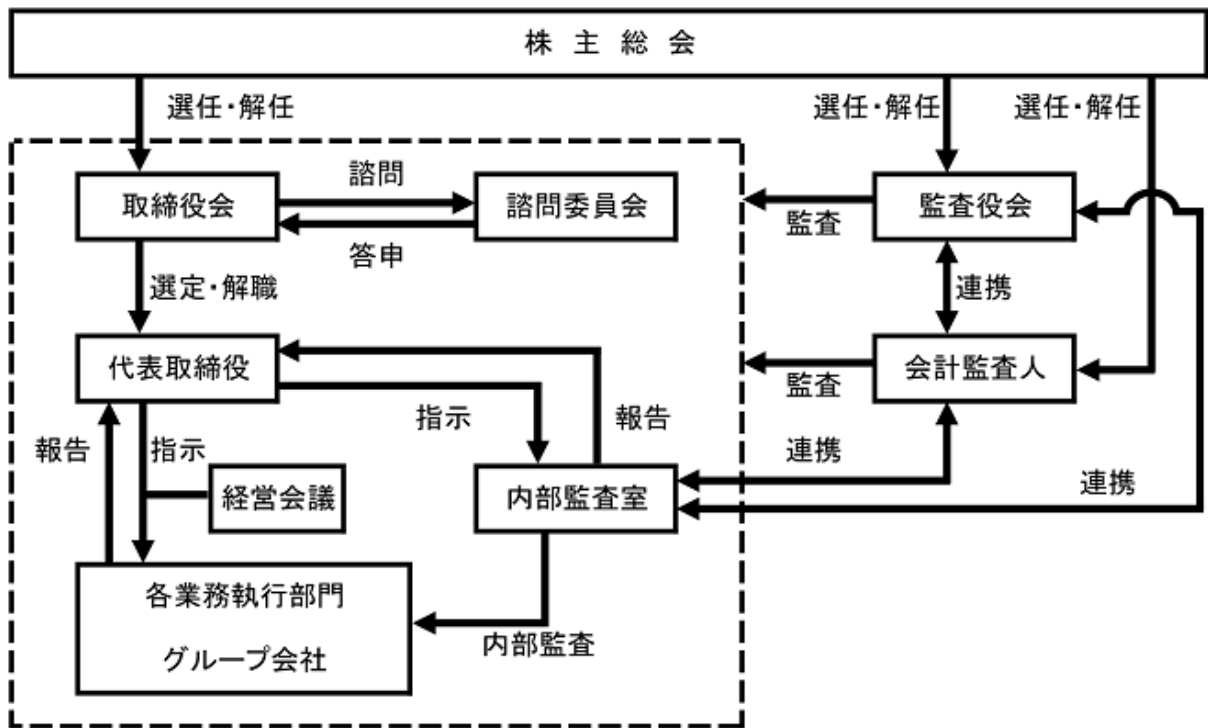 株主総会
選任・解任
選任・解任
選任・解任
取締役会
諮問
諮問委員会
答申
監査
監査役会
選定・解職
連携
代表取締役
監査
会計監査人
報告
指示
指示
報告
連携
経営会議
内部監査室
連携
各業務執行部門
グループ会社
内部監査